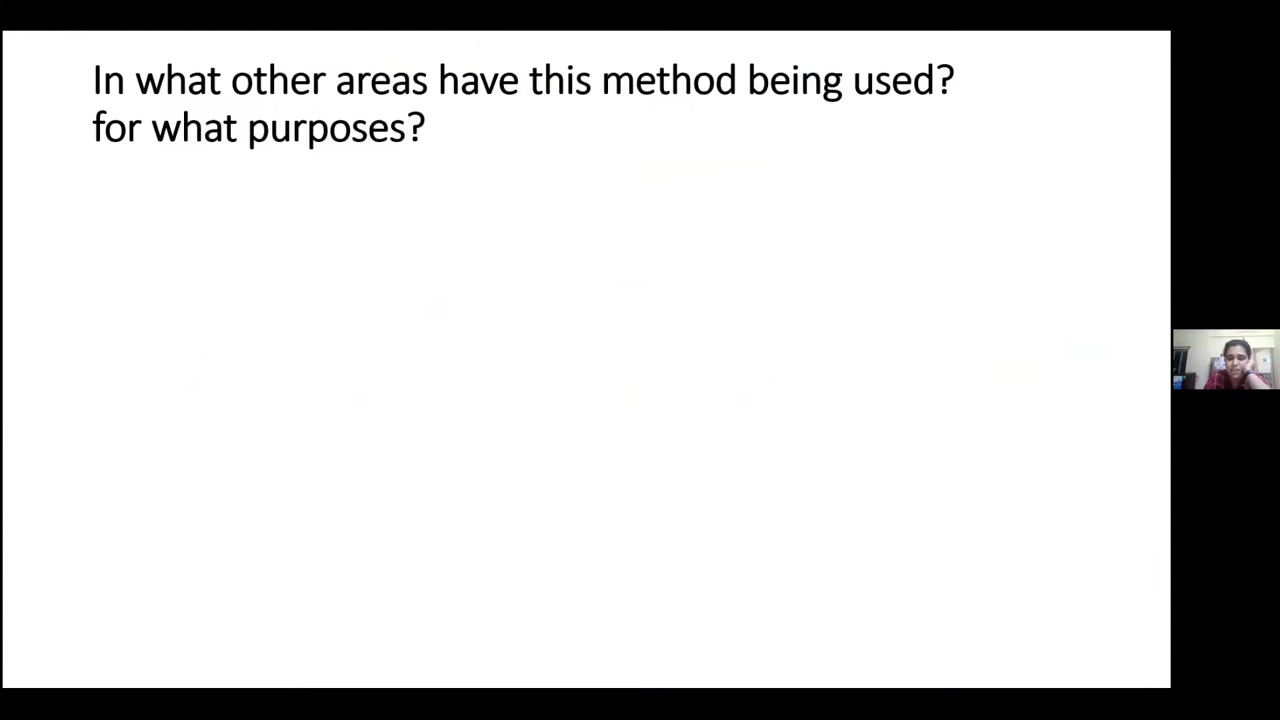 In what other areas have this method being used?
for what purposes?